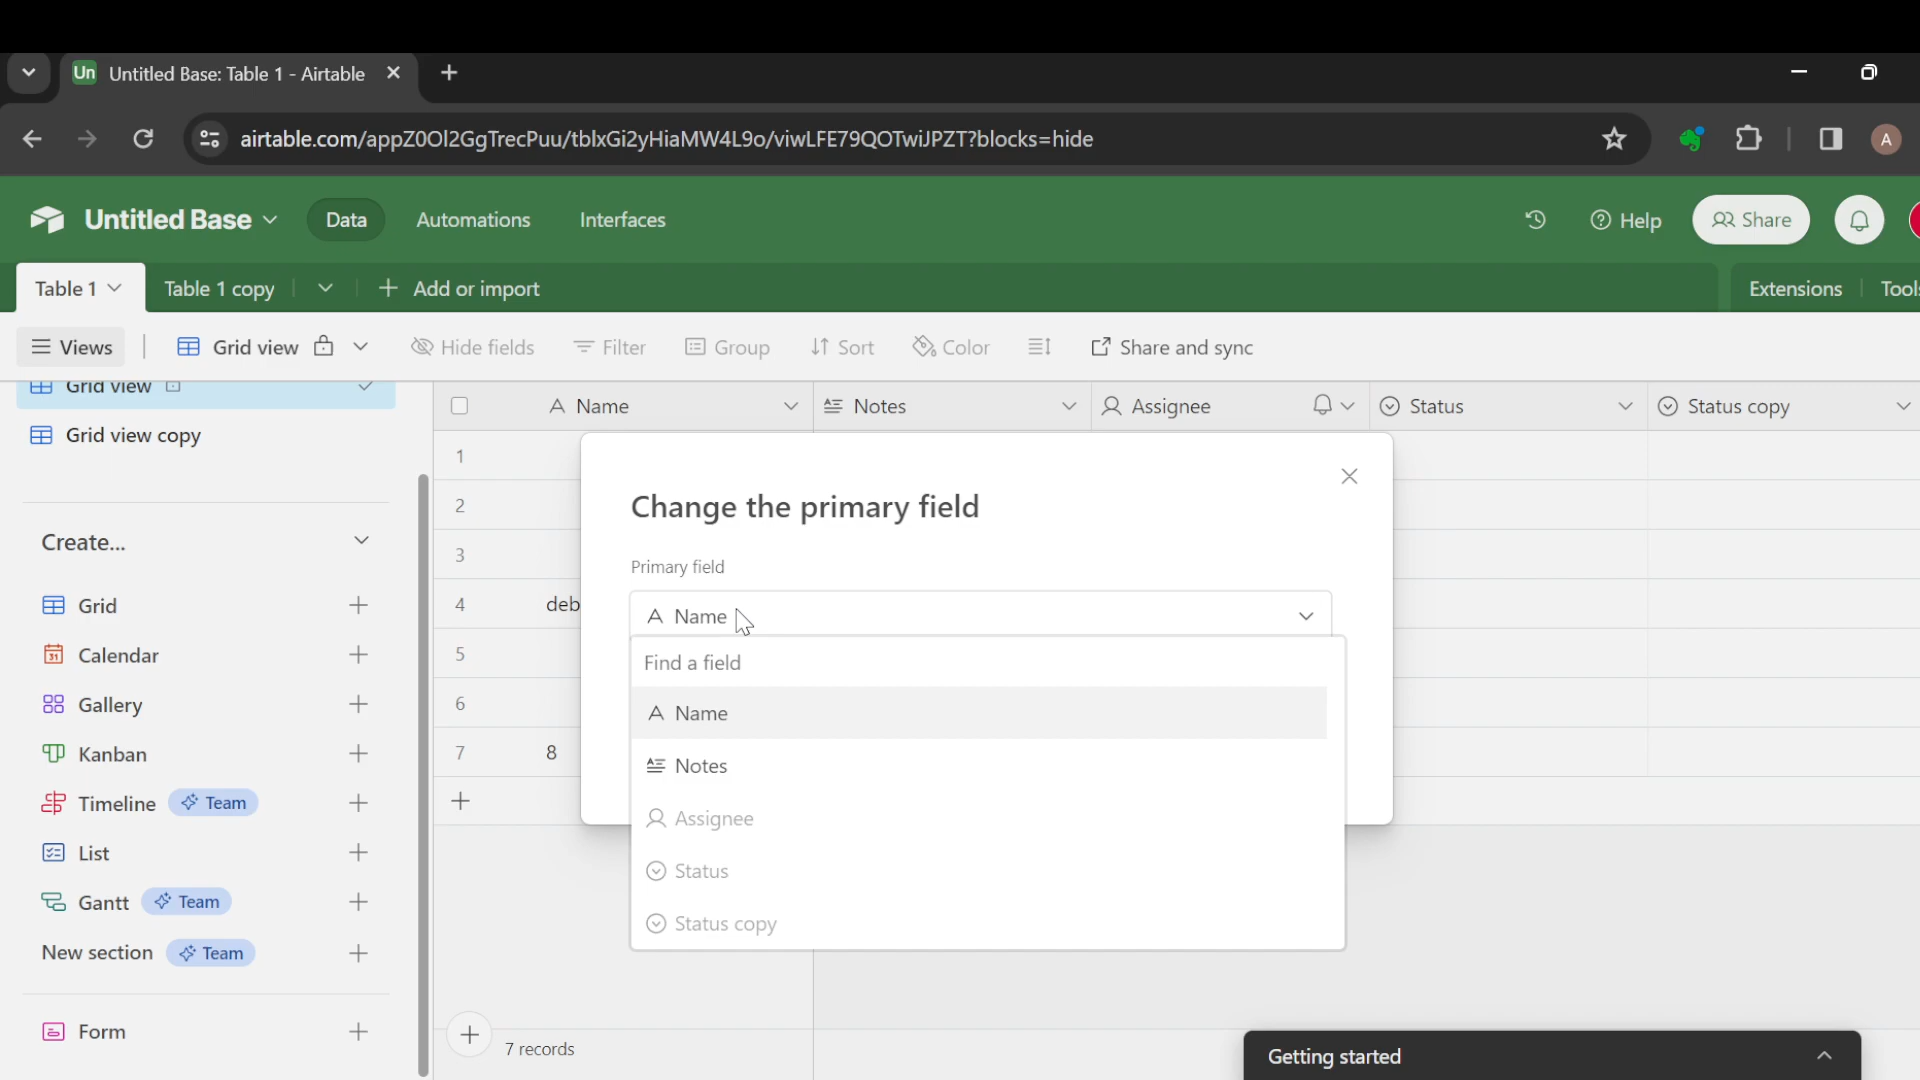 Un Untitled Base: Table 1 - Airtable
airtable.com/appZ0Ol2GgTrecPuu/tblxGi2yHiaMW4L9o/viwLFE79QOTwiJPZT?blocks=hide
A
Untitled Base Data Automations Interfaces Help Share
Table 1 Table 1 copy Add or import Extensions Tools
Views Grid view Hide fields Filter Group Sort Color Share and sync
Grid view
Grid view copy
Create...
Grid
Calendar
Gallery
Kanban
Timeline Team
List
Gantt Team
New section Team
Form
A Name Notes Assignee Status Status copy
1
2
3
4 deb
5
6
7 8
7 records
Change the primary field
Primary field
A Name
Find a field
A Name
Notes
Assignee
Status
Status copy
Getting started